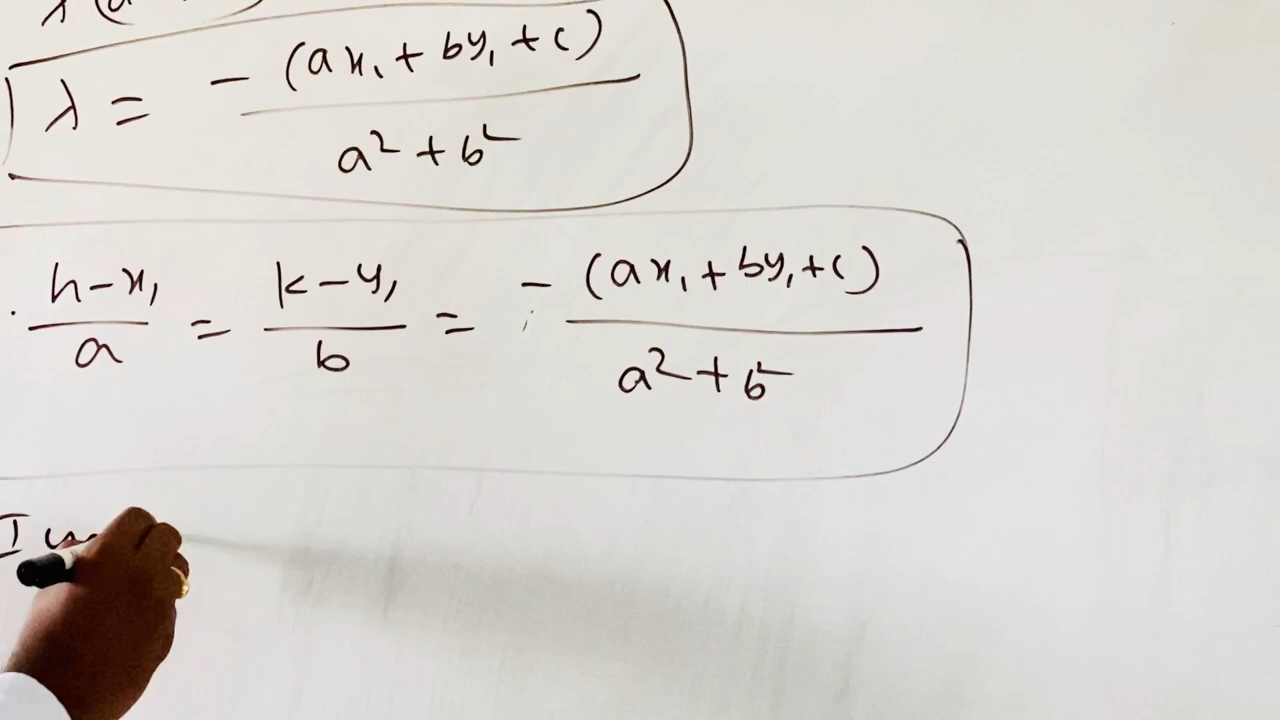 λ = -(ax₁ + by₁ + c) / a² + b²
h-x₁ / a = k-y₁ / b = -(ax₁ + by₁ + c) / a² + b²